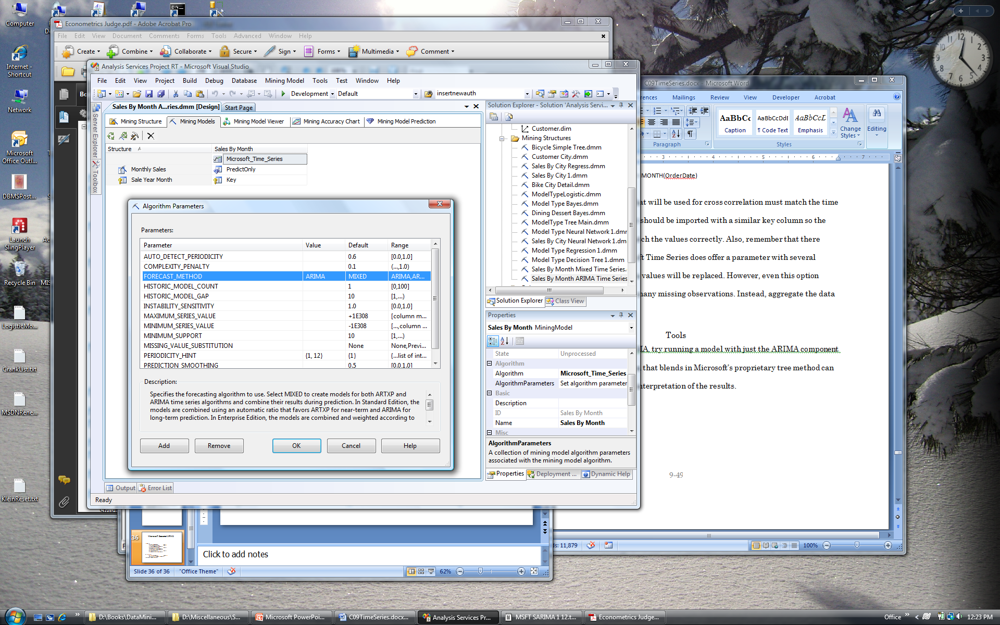 Computer
Internet - Shortcut
Network
Microsoft Office Outl...
DBMSPost...
Launch SlingPlayer
Recycle Bin
LogisticMo...
CrankList.txt
MSDNRene...
KleinReset.txt
Econometrics Judge.pdf - Adobe Acrobat Pro
File Edit View Document Comments Forms Tools Advanced Window Help
Create Combine Collaborate Secure Sign Forms Multimedia Comment
Analysis Services Project RT - Microsoft Visual Studio
File Edit View Project Build Debug Database Mining Model Tools Test Window Help
Development Default insertnewauth
Server Explorer
Toolbox
Sales By Month A...ries.dmm [Design] Start Page
Mining Structure Mining Models Mining Model Viewer Mining Accuracy Chart Mining Model Prediction
Structure Sales By Month
Microsoft_Time_Series
Monthly Sales PredictOnly
Sale Year Month Key
Algorithm Parameters
Parameters:
Parameter Value Default Range
AUTO_DETECT_PERIODICITY 0.6 [0.0,1.0]
COMPLEXITY_PENALTY 0.1 (...,1.0)
FORECAST_METHOD ARIMA MIXED ARIMA,AR...
HISTORIC_MODEL_COUNT 1 [0,100]
HISTORIC_MODEL_GAP 10 [1,...)
INSTABILITY_SENSITIVITY 1.0 [0.0,1.0]
MAXIMUM_SERIES_VALUE +1E308 [column m...
MINIMUM_SERIES_VALUE -1E308 [...,column ...
MINIMUM_SUPPORT 10 [1,...)
MISSING_VALUE_SUBSTITUTION None None,Previ...
PERIODICITY_HINT {1, 12} {1} {...list of int...
PREDICTION_SMOOTHING 0.5 [0.0,1.0]
Description:
Specifies the forecasting algorithm to use. Select MIXED to create models for both ARTXP and
ARIMA time series algorithms and combine their results during prediction. In Standard Edition, the
models are combined using an automatic ratio that favors ARTXP for near-term and ARIMA for
long-term prediction. In Enterprise Edition, the models are combined and weighted according to
Add Remove OK Cancel Help
Output Error List
Ready
Solution Explorer - Solution 'Analysis Servi...
Customer.dim
Mining Structures
Bicycle Simple Tree.dmm
Customer City.dmm
Sales By City Regress.dmm
Sales By City 1.dmm
Bike City Detail.dmm
ModelTypeLogistic.dmm
Model Type Bayes.dmm
Dining Dessert Bayes.dmm
ModelType Tree Main.dmm
Model Type Neural Network 1.dmm
Sales By City Neural Network 1.dm
Model Type Regression 1.dmm
Model Type Decision Tree 1.dmm
Sales By Month Mixed Time Series.
Sales By Month ARIMA Time Series
Solution Explorer Class View
Properties
Sales By Month MiningModel
State Unprocessed
Algorithm
Algorithm Microsoft_Time_Series
AlgorithmParameters Set algorithm parameter
Basic
Description
ID Sales By Month
Name Sales By Month
Misc
AlgorithmParameters
A collection of mining model algorithm parameters
associated with the mining model algorithm.
Properties Deployment ... Dynamic Help
C09TimeSeries.docx - Microsoft Word
rences Mailings Review View Developer Acrobat
AaBbCc AaBbCcDdE AaBbCcL
Caption ¶ Code Text Emphasis
Change Styles
Editing
Paragraph Styles
3 4 5 6 7
MONTH(OrderDate)
at will be used for cross correlation must match the time
should be imported with a similar key column so the
ch the values correctly. Also, remember that there
ft Time Series does offer a parameter with several
values will be replaced. However, even this option
many missing observations. Instead, aggregate the data
Tools
IA, try running a model with just the ARIMA component
that blends in Microsoft's proprietary tree method can
nterpretation of the results.
9-49
ds: 11,879 100%
36
Click to add notes
Slide 36 of 36 "Office Theme" 62%
D:\Books\DataMini... D:\Miscellaneous\S... Microsoft PowerPoi... C09TimeSeries.docx... Analysis Services Pr... MSFT SARIMA 1 12.t... Econometrics Judge...
Office 12:23 PM